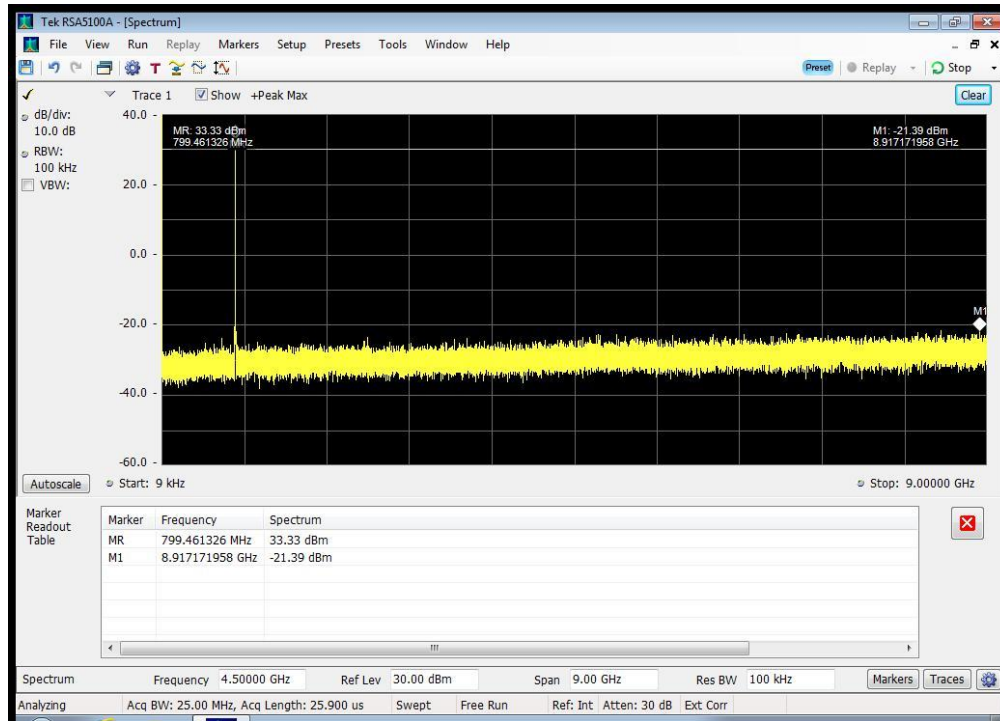 Tek RSA5100A - [Spectrum]
File View Run Replay Markers Setup Presets Tools Window Help
T Preset Replay Stop
Trace 1 Show +Peak Max Clear
dB/div:
10.0 dB
RBW:
100 kHz
VBW:
40.0
20.0
0.0
-20.0
-40.0
-60.0
MR: 33.33 dBm
799.461326 MHz
M1: -21.39 dBm
8.917171958 GHz
M1
Autoscale Start: 9 kHz Stop: 9.00000 GHz
Marker
Readout
Table
Marker Frequency Spectrum
MR 799.461326 MHz 33.33 dBm
M1 8.917171958 GHz -21.39 dBm
Spectrum Frequency 4.50000 GHz Ref Lev 30.00 dBm Span 9.00 GHz Res BW 100 kHz Markers Traces
Analyzing Acq BW: 25.00 MHz, Acq Length: 25.900 us Swept Free Run Ref: Int Atten: 30 dB Ext Corr